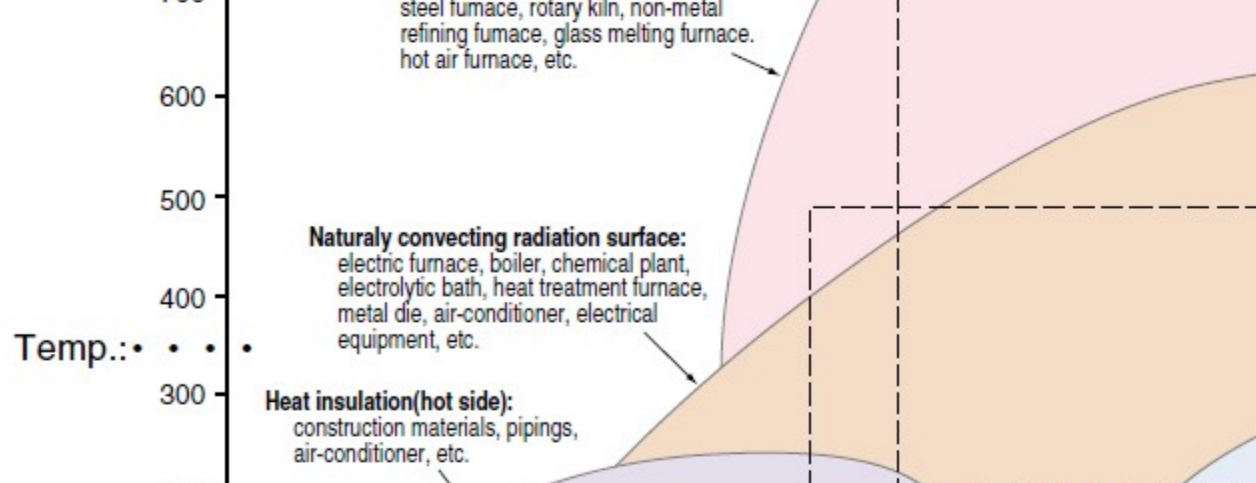 steel fumace, rotary kiln, non-metal
refining fumace, glass melting furnace.
hot air furnace, etc.
600
500
Naturaly convecting radiation surface:
electric furnace, boiler, chemical plant,
electrolytic bath, heat treatment furnace,
400
metal die, air-conditioner, electrical
equipment, etc.
Temp.:• • • •
300
Heat insulation(hot side):
construction materials, pipings,
air-conditioner, etc.